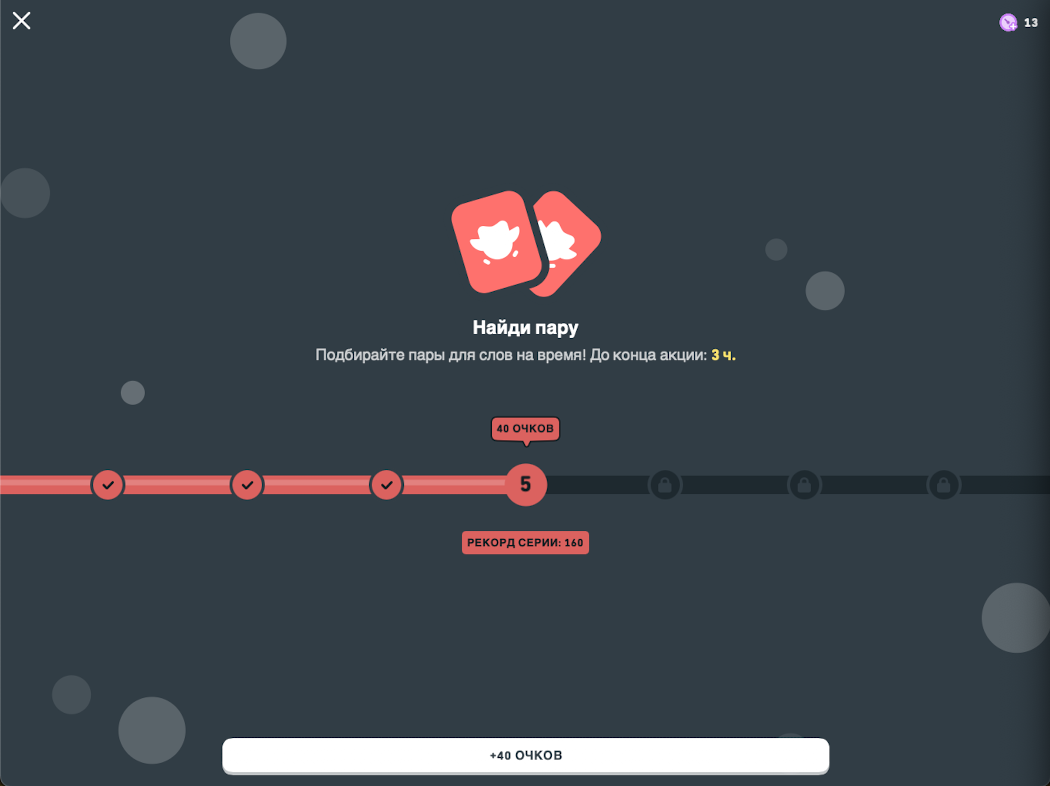 13
Найди пару
Подбирайте пары для слов на время! До конца акции: 3 ч.
40 ОЧКОВ
5
РЕКОРД СЕРИИ: 160
+40 ОЧКОВ